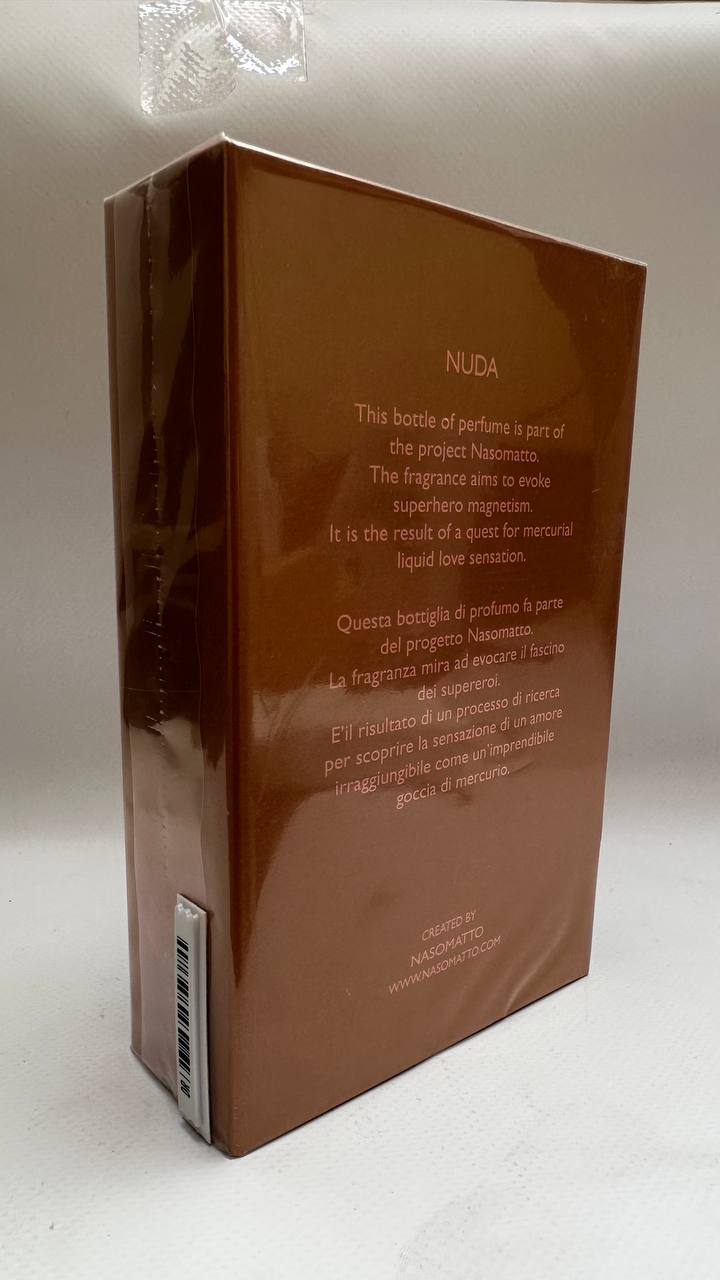 NUDA
This bottle of perfume is part of
the project Nasomatto.
The fragrance aims to evoke
superhero magnetism.
It is the result of a quest for mercurial
liquid love sensation.
Questa bottiglia di profumo fa parte
del progetto Nasomatto.
La fragranza mira ad evocare il fascino
dei supereroi.
E'il risultato di un processo di ricerca
per scoprire la sensazione di un amore
irraggiungibile come un'imprendibile
goccia di mercurio.
CREATED BY
NASOMATTO
WWW.NASOMATTO.COM